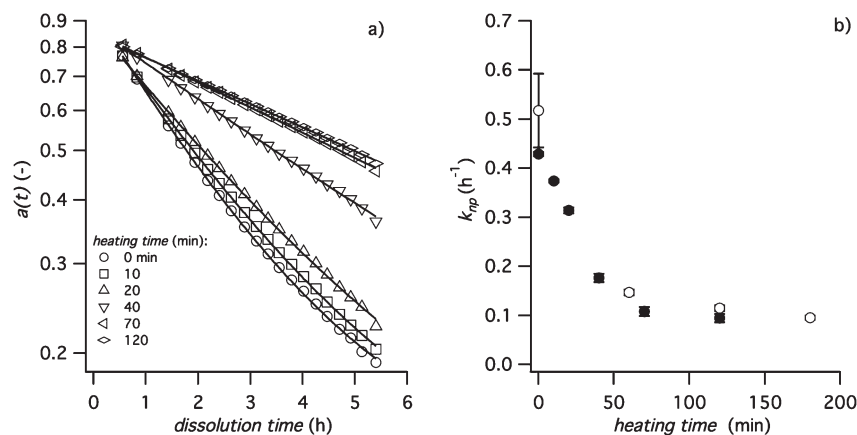 a)
0.9
0.8
0.7
0.6
0.5
0.4
0.3
0.2
a(t) (-)
heating time (min):
0 min
10
20
40
70
120
0 1 2 3 4 5 6
dissolution time (h)
b)
0.7
0.6
0.5
0.4
0.3
0.2
0.1
0.0
knp (h-1)
0 50 100 150 200
heating time (min)